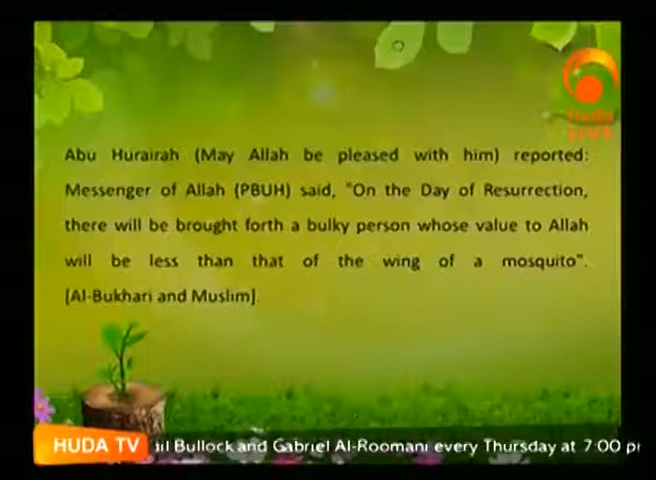 HUDA
LIVE
Abu Hurairah (May Allah be pleased with him) reported:
Messenger of Allah (PBUH) said, "On the Day of Resurrection,
there will be brought forth a bulky person whose value to Allah
will be less than that of the wing of a mosquito".
[Al-Bukhari and Muslim].
HUDA TV Bullock and Gabriel Al-Roomani every Thursday at 7:00